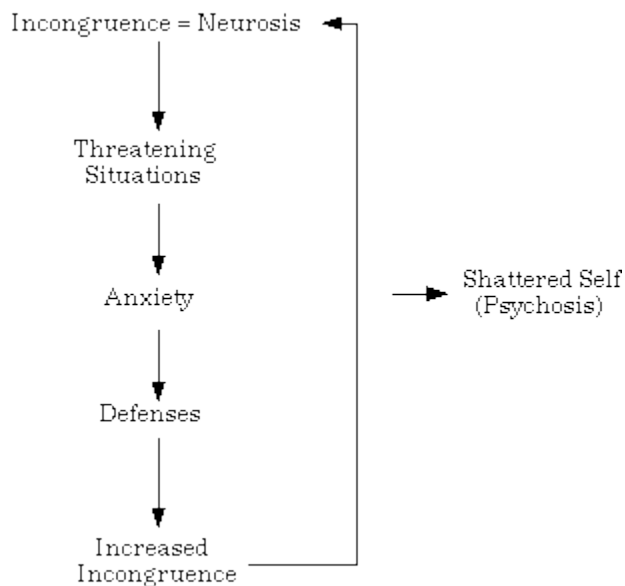 Incongruence = Neurosis
Threatening
Situations
Anxiety
Shattered Self
(Psychosis)
Defenses
Increased
Incongruence